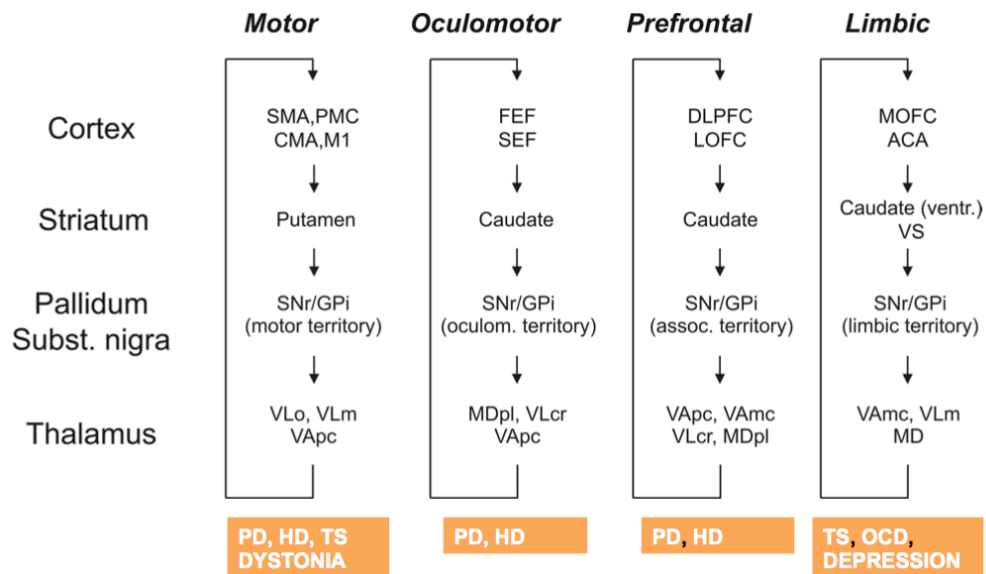 Motor Oculomotor Prefrontal Limbic
Cortex
SMA,PMC
CMA,M1
FEF
SEF
DLPFC
LOFC
MOFC
ACA
Striatum
Putamen
Caudate
Caudate
Caudate (ventr.)
VS
Pallidum
Subst. nigra
SNr/GPi
(motor territory)
SNr/GPi
(oculom. territory)
SNr/GPi
(assoc. territory)
SNr/GPi
(limbic territory)
Thalamus
VLo, VLm
VApc
MDpl, VLcr
VApc
VApc, VAmc
VLcr, MDpl
VAmc, VLm
MD
PD, HD, TS
DYSTONIA
PD, HD
PD, HD
TS, OCD,
DEPRESSION